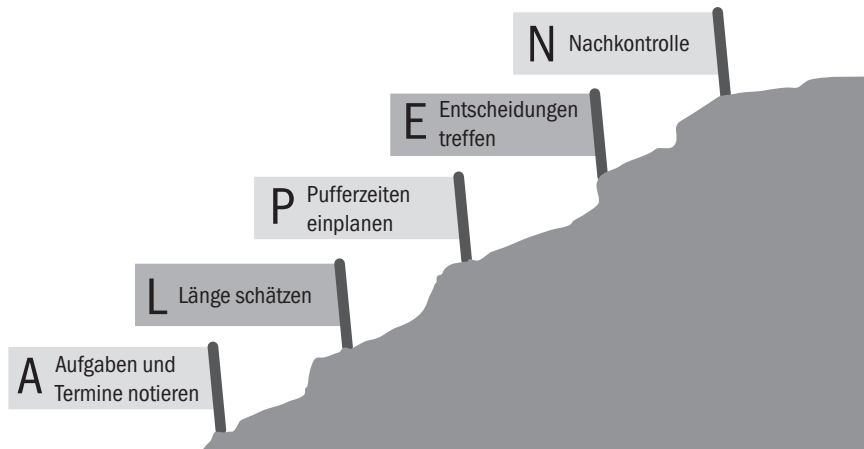 N Nachkontrolle
E Entscheidungen
treffen
P Pufferzeiten
einplanen
L Länge schätzen
A Aufgaben und
Termine notieren